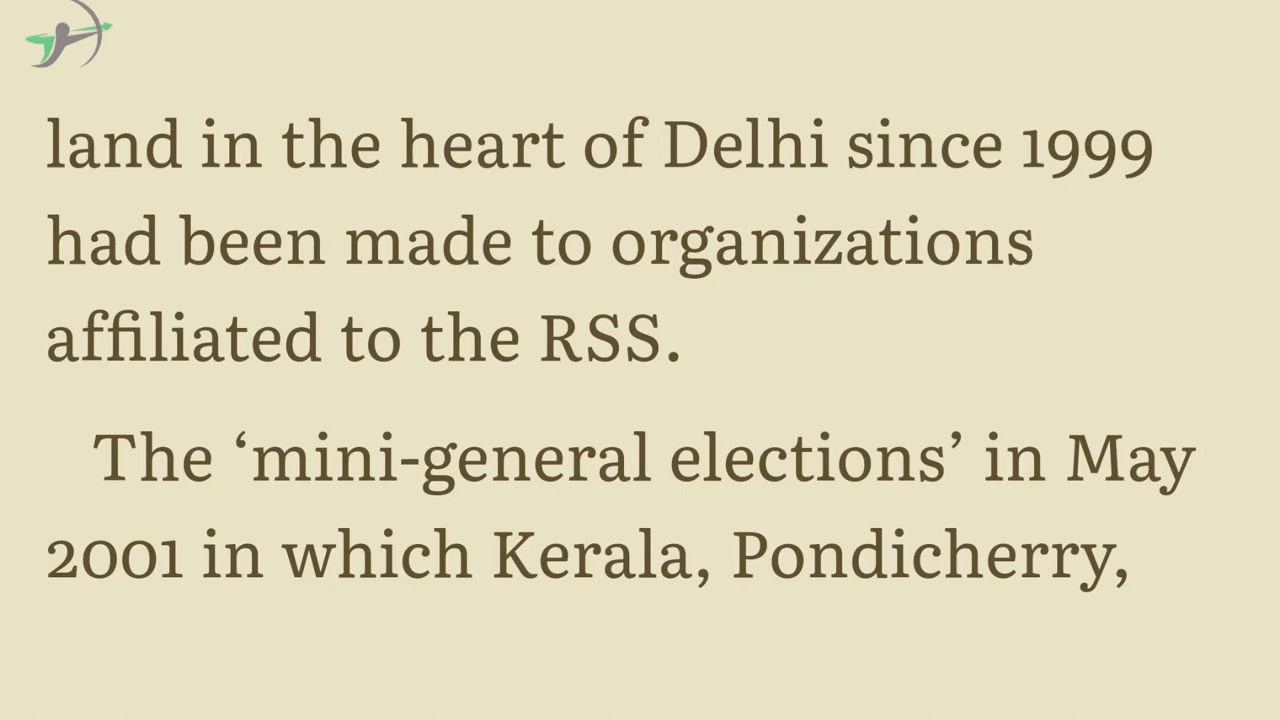 land in the heart of Delhi since 1999
had been made to organizations
affiliated to the RSS.
The ‘mini-general elections’ in May
2001 in which Kerala, Pondicherry,